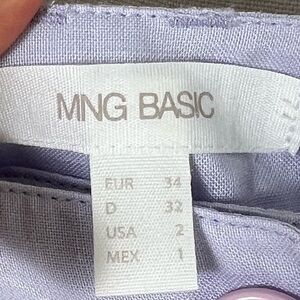 MNG BASIC
EUR 34
D 32
USA 2
MEX 1